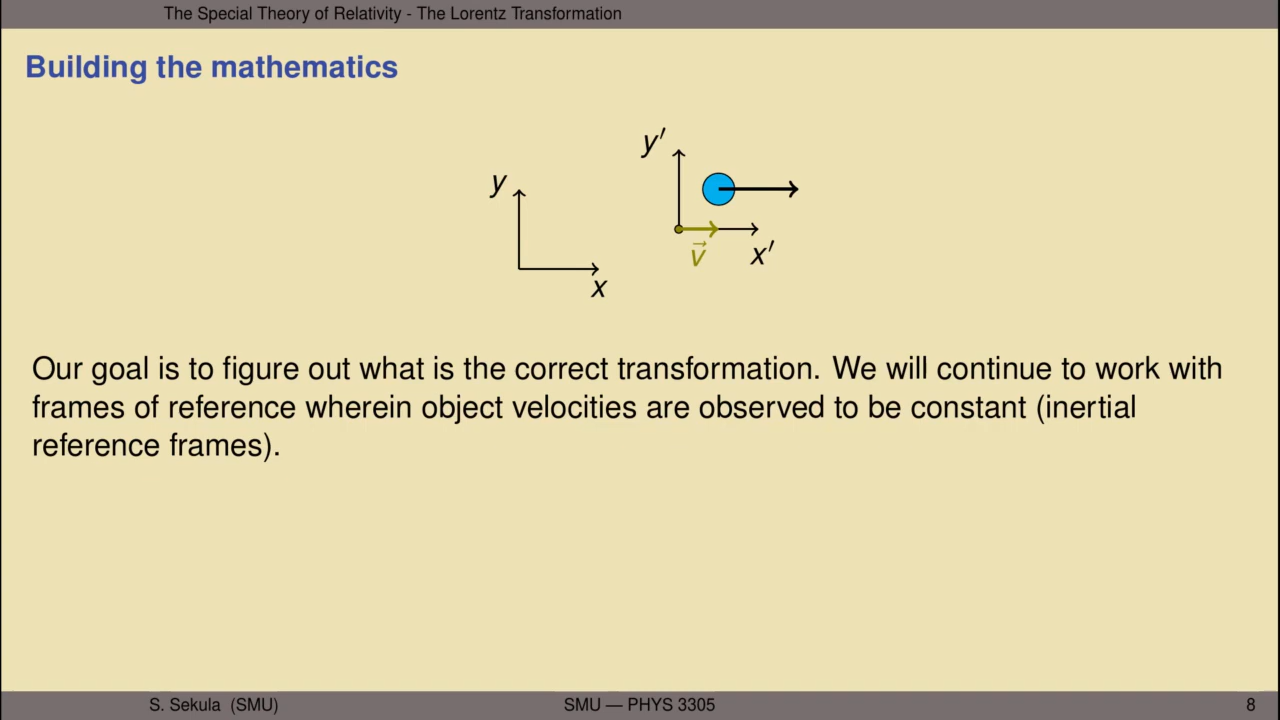 The Special Theory of Relativity - The Lorentz Transformation
Building the mathematics
y′
y
v⃗
x′
x
Our goal is to figure out what is the correct transformation. We will continue to work with
frames of reference wherein object velocities are observed to be constant (inertial
reference frames).
S. Sekula (SMU)
SMU — PHYS 3305
8